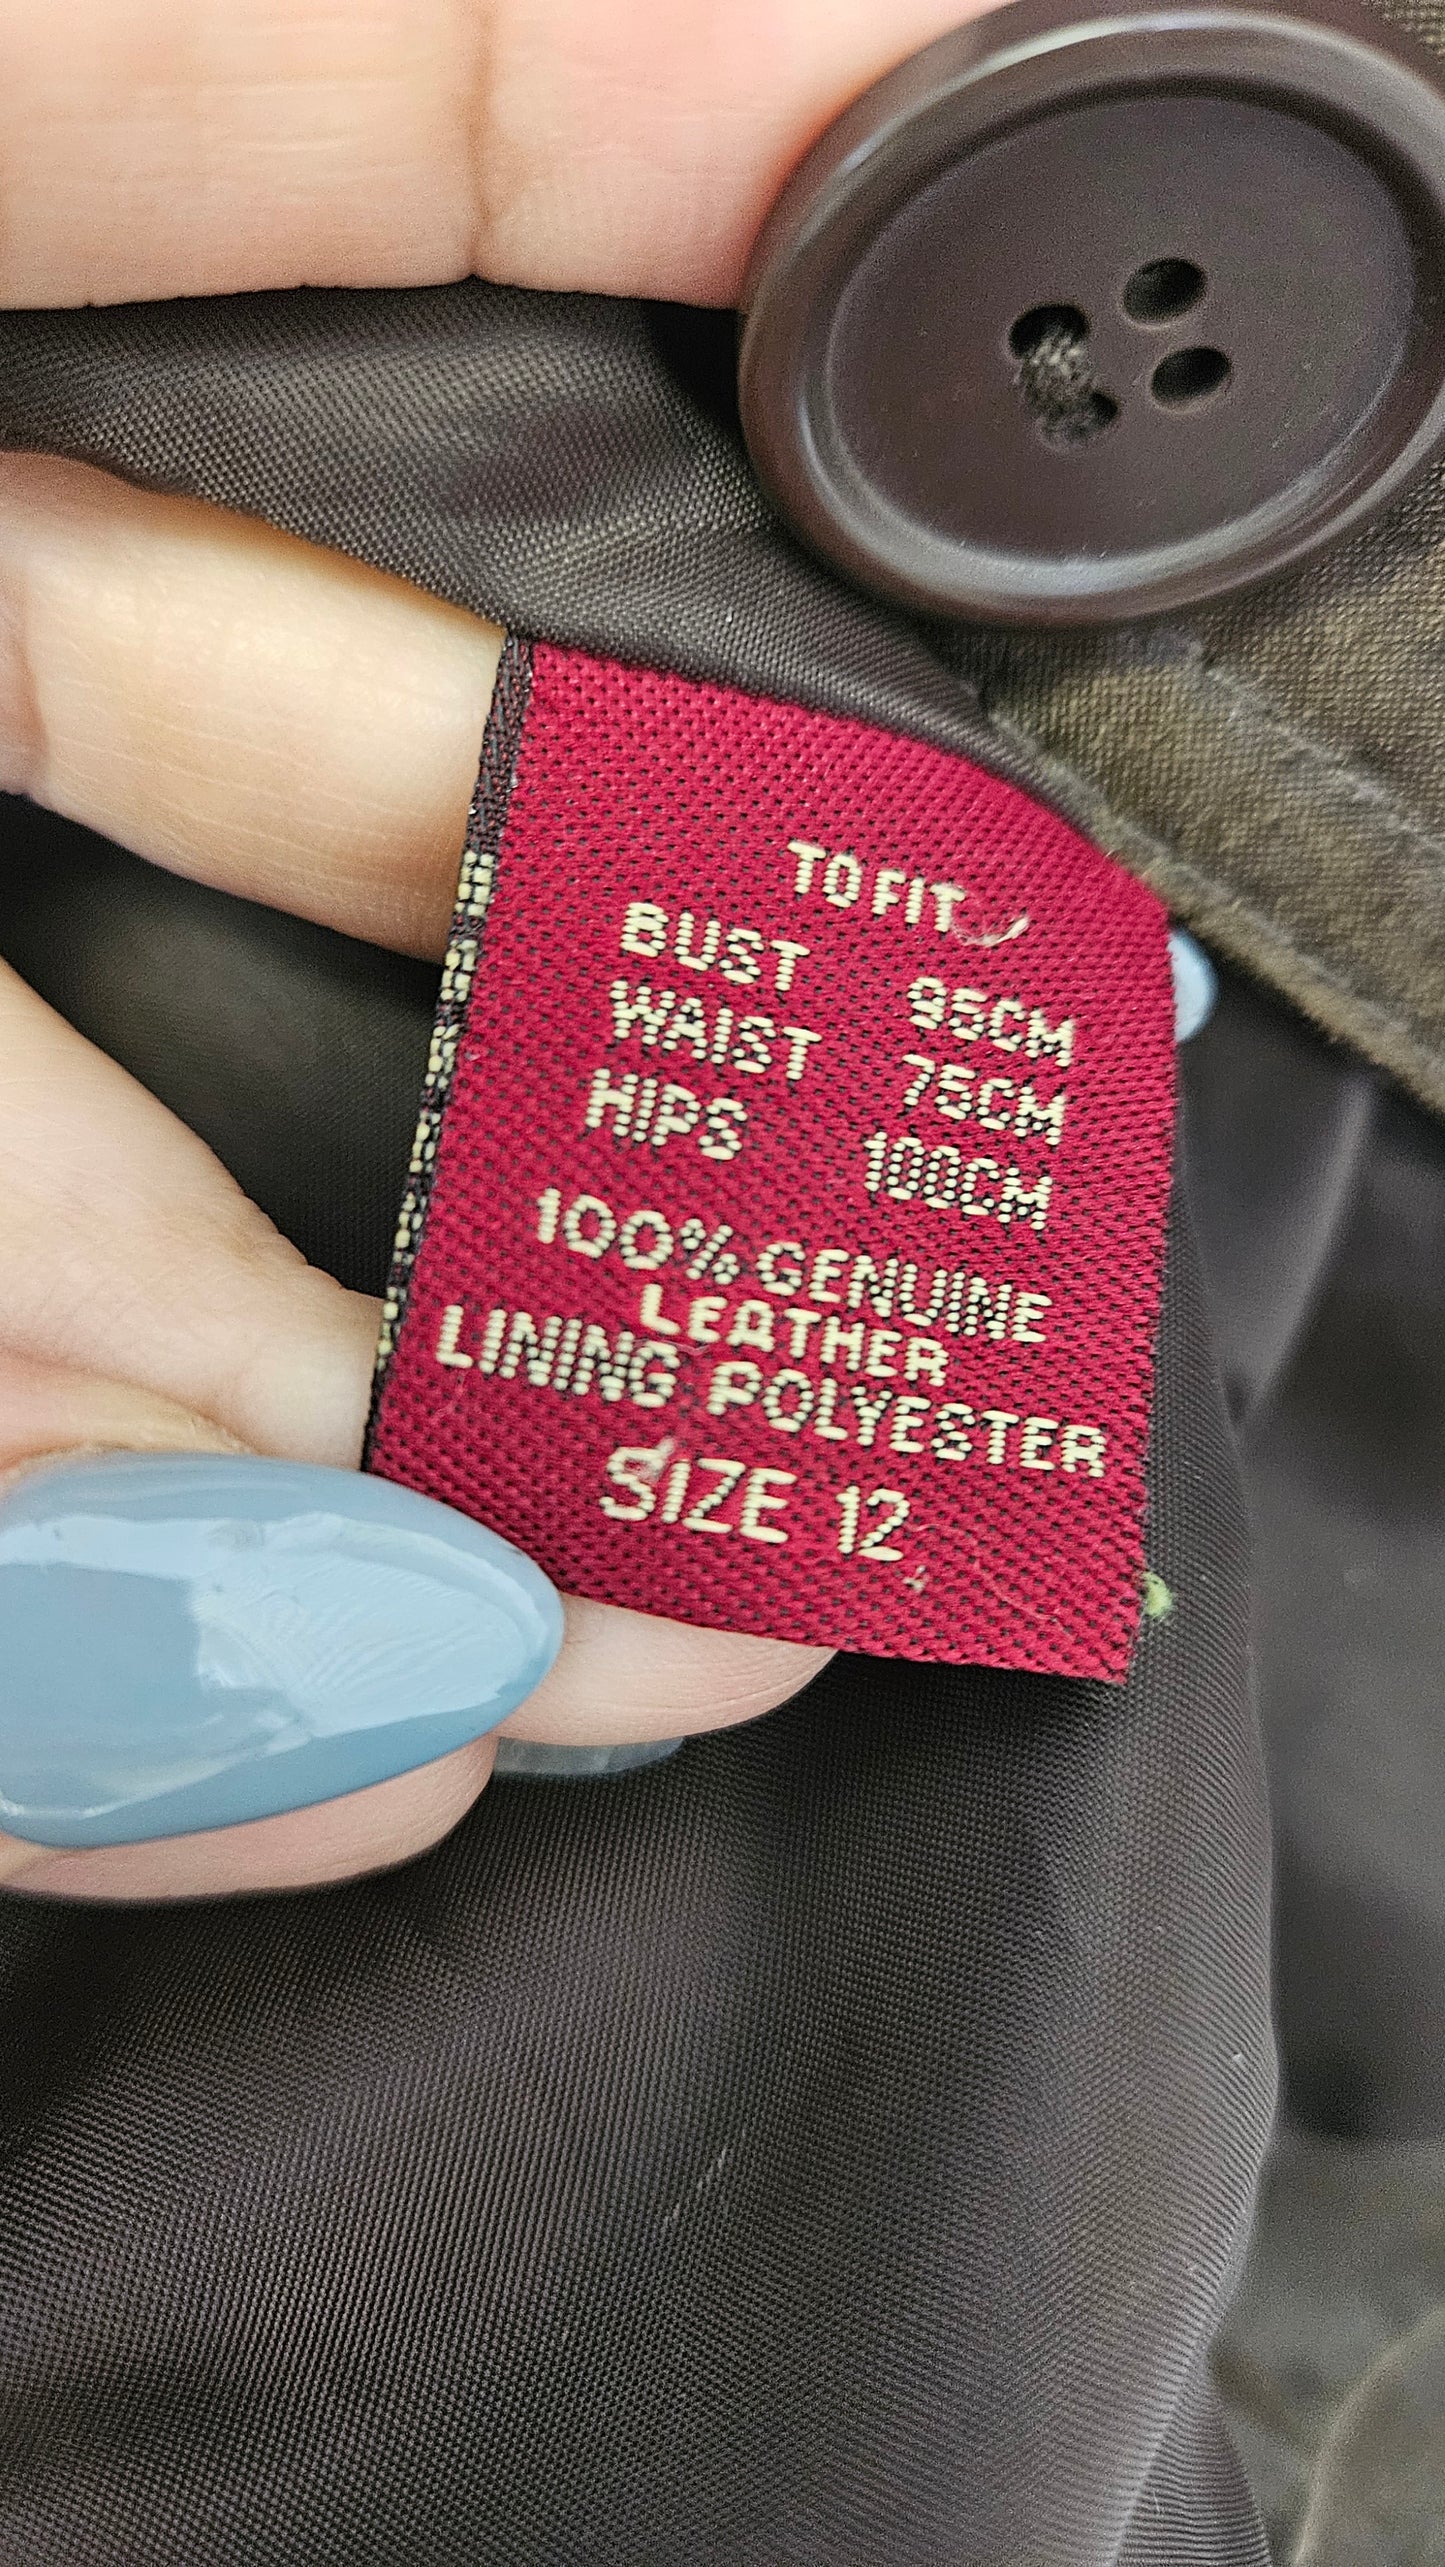 TO FIT
BUST 95CM
WAIST 75CM
HIPS 100CM
100% GENUINE
LEATHER
LINING POLYESTER
SIZE 12